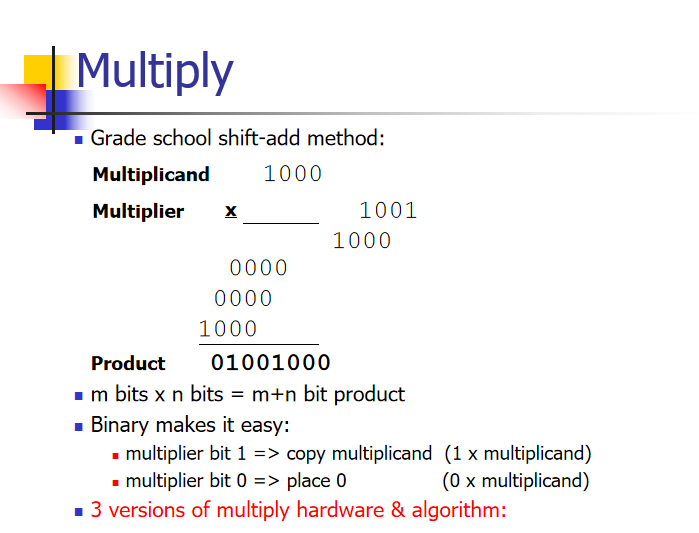 Multiply
Grade school shift-add method:
Multiplicand 1000
Multiplier x _______ 1001
1000
0000
0000
1000
Product 01001000
m bits x n bits = m+n bit product
Binary makes it easy:
multiplier bit 1 => copy multiplicand (1 x multiplicand)
multiplier bit 0 => place 0 (0 x multiplicand)
3 versions of multiply hardware & algorithm: